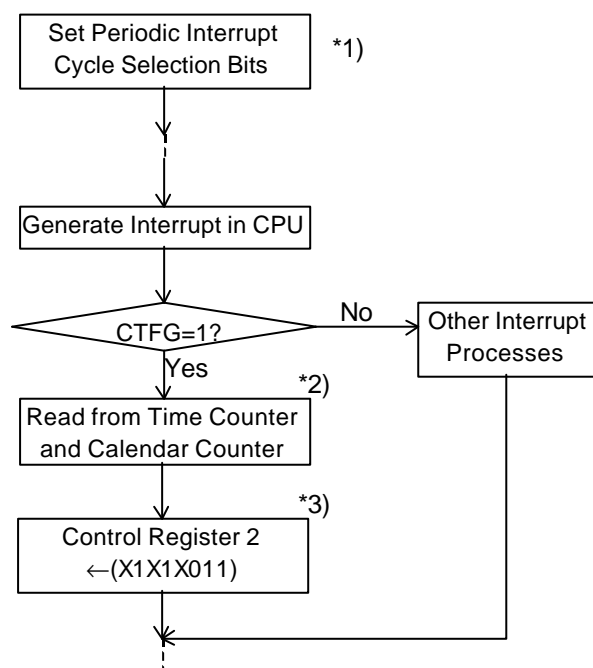 Set Periodic Interrupt
Cycle Selection Bits
*1)
Generate Interrupt in CPU
CTFG=1?
No
Other Interrupt
Processes
Yes
*2)
Read from Time Counter
and Calendar Counter
*3)
Control Register 2
←(X1X1X011)